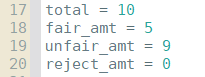 17 total = 10
18 fair_amt = 5
19 unfair_amt = 9
20 reject_amt = 0